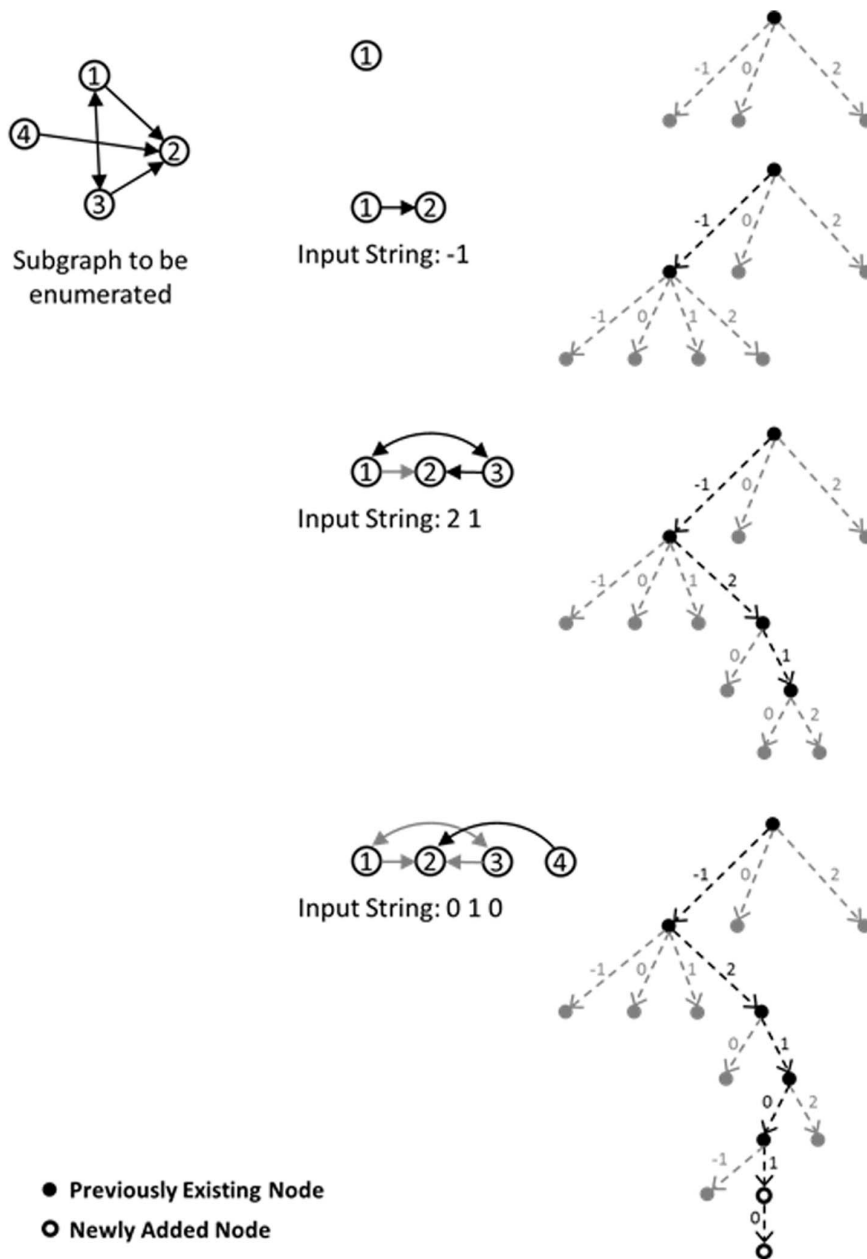 1
-1 0 2
1
4
2
3
1 2
-1 0 2
Input String: -1
Subgraph to be
enumerated
-1 0 1 2
1 2 3
-1 0 2
Input String: 2 1
-1 0 1 2
0 1
0 2
1 2 3 4
-1 0 2
Input String: 0 1 0
-1 0 1 2
0 1
0 2
-1 1
0
Previously Existing Node
Newly Added Node